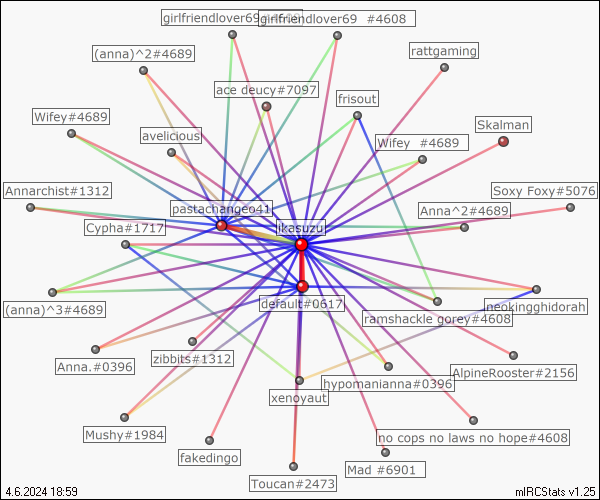 girlfriendlover69
girlfriendlover69 #4608
(anna)^2#4689
rattgaming
ace deucy#7097
frisout
Wifey#4689
Skalman
avelicious
Wifey #4689
Annarchist#1312
Soxy Foxy#5076
pastachangeo41
Anna^2#4689
Cypha#1717
ikasuzu
(anna)^3#4689
default#0617
neokingghidorah
ramshackle gorey#4608
Anna.#0396
zibbits#1312
AlpineRooster#2156
hypomanianna#0396
xenoyaut
Mushy#1984
no cops no laws no hope#4608
fakedingo
Mad #6901
Toucan#2473
4.6.2024 18:59
mIRCStats v1.25